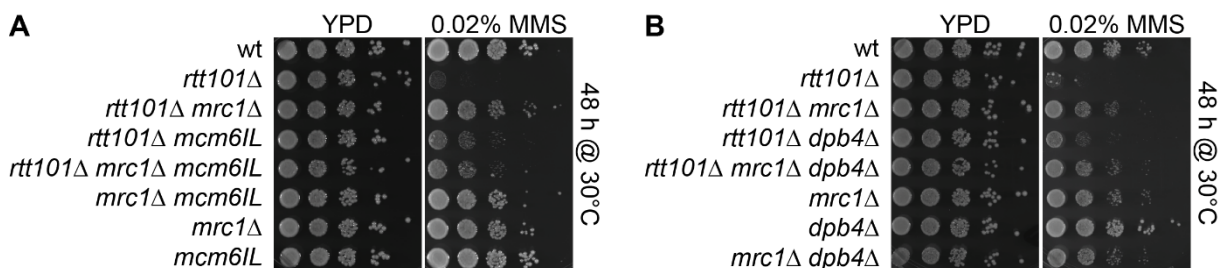 A
YPD
0.02% MMS
wt
rtt101Δ
rtt101Δ mrc1Δ
rtt101Δ mcm6IL
rtt101Δ mrc1Δ mcm6IL
mrc1Δ mcm6IL
mrc1Δ
mcm6IL
48 h @ 30°C
B
YPD
0.02% MMS
wt
rtt101Δ
rtt101Δ mrc1Δ
rtt101Δ dpb4Δ
rtt101Δ mrc1Δ dpb4Δ
mrc1Δ
dpb4Δ
mrc1Δ dpb4Δ
48 h @ 30°C